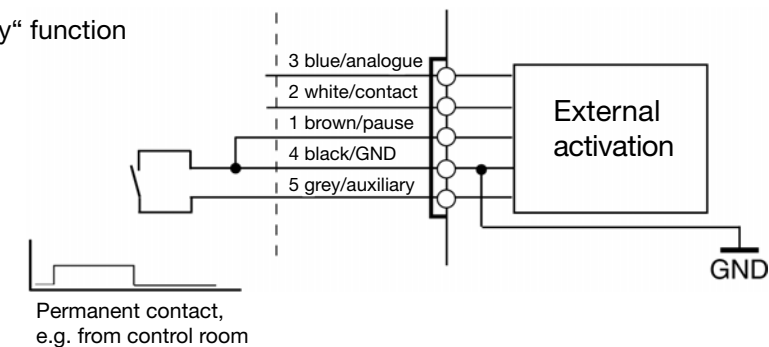 y“ function
3 blue/analogue
2 white/contact
1 brown/pause
4 black/GND
5 grey/auxiliary
External
activation
GND
Permanent contact,
e.g. from control room